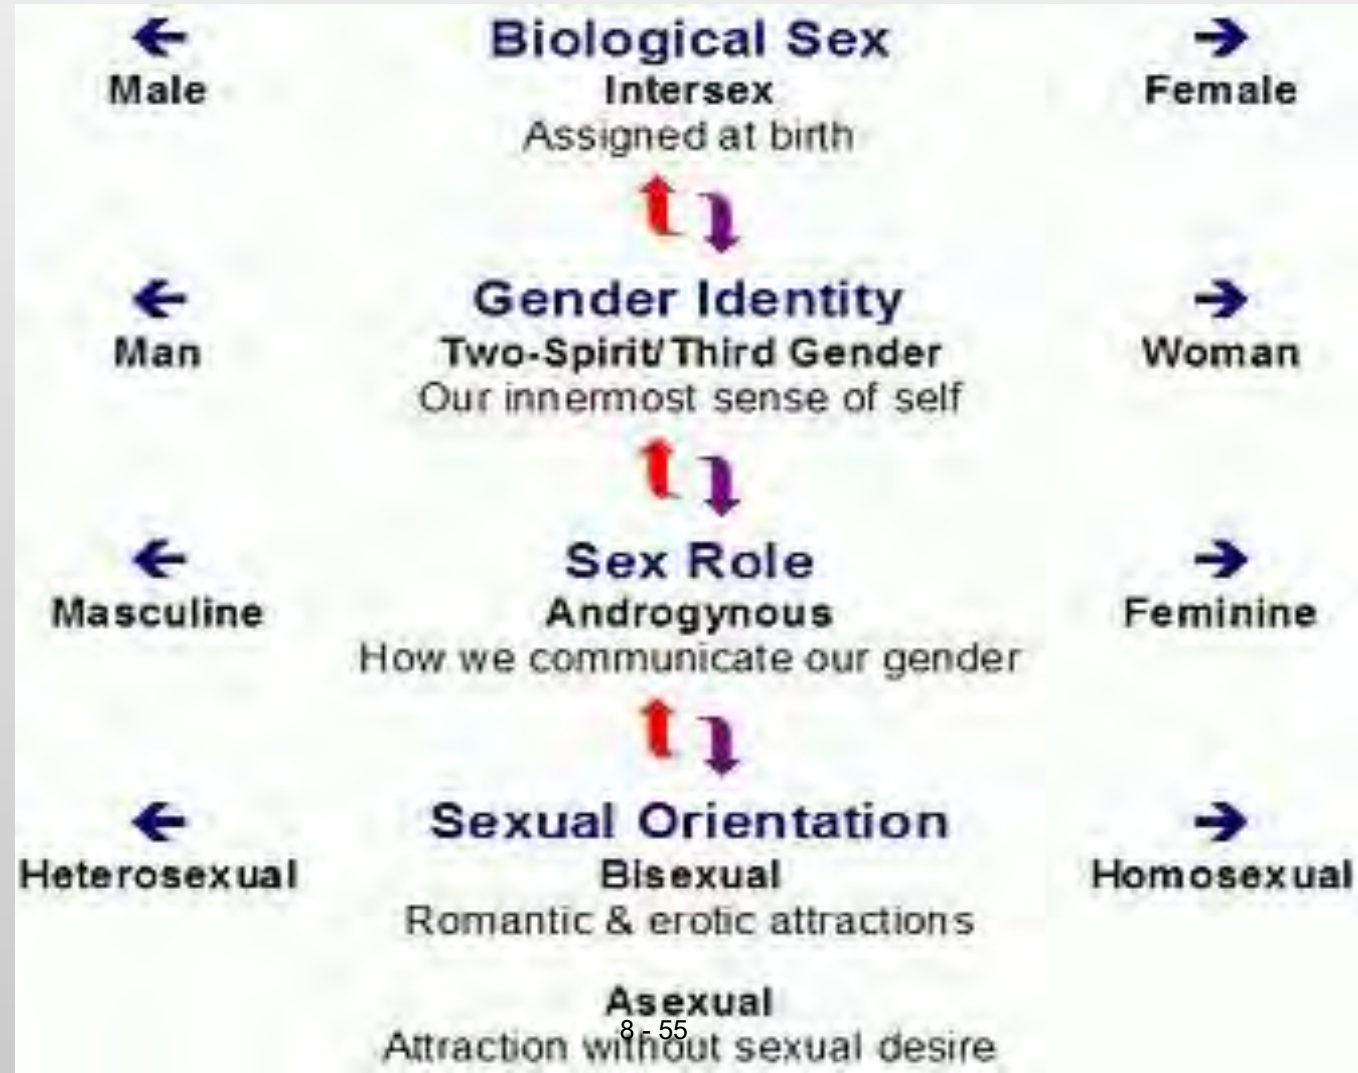 Biological Sex
Male Intersex Female
Assigned at birth
Gender Identity
Man Two-Spirit/Third Gender Woman
Our innermost sense of self
Sex Role
Masculine Androgynous Feminine
How we communicate our gender
Sexual Orientation
Heterosexual Bisexual Homosexual
Romantic & erotic attractions
Asexual
8 - 55
Attraction without sexual desire